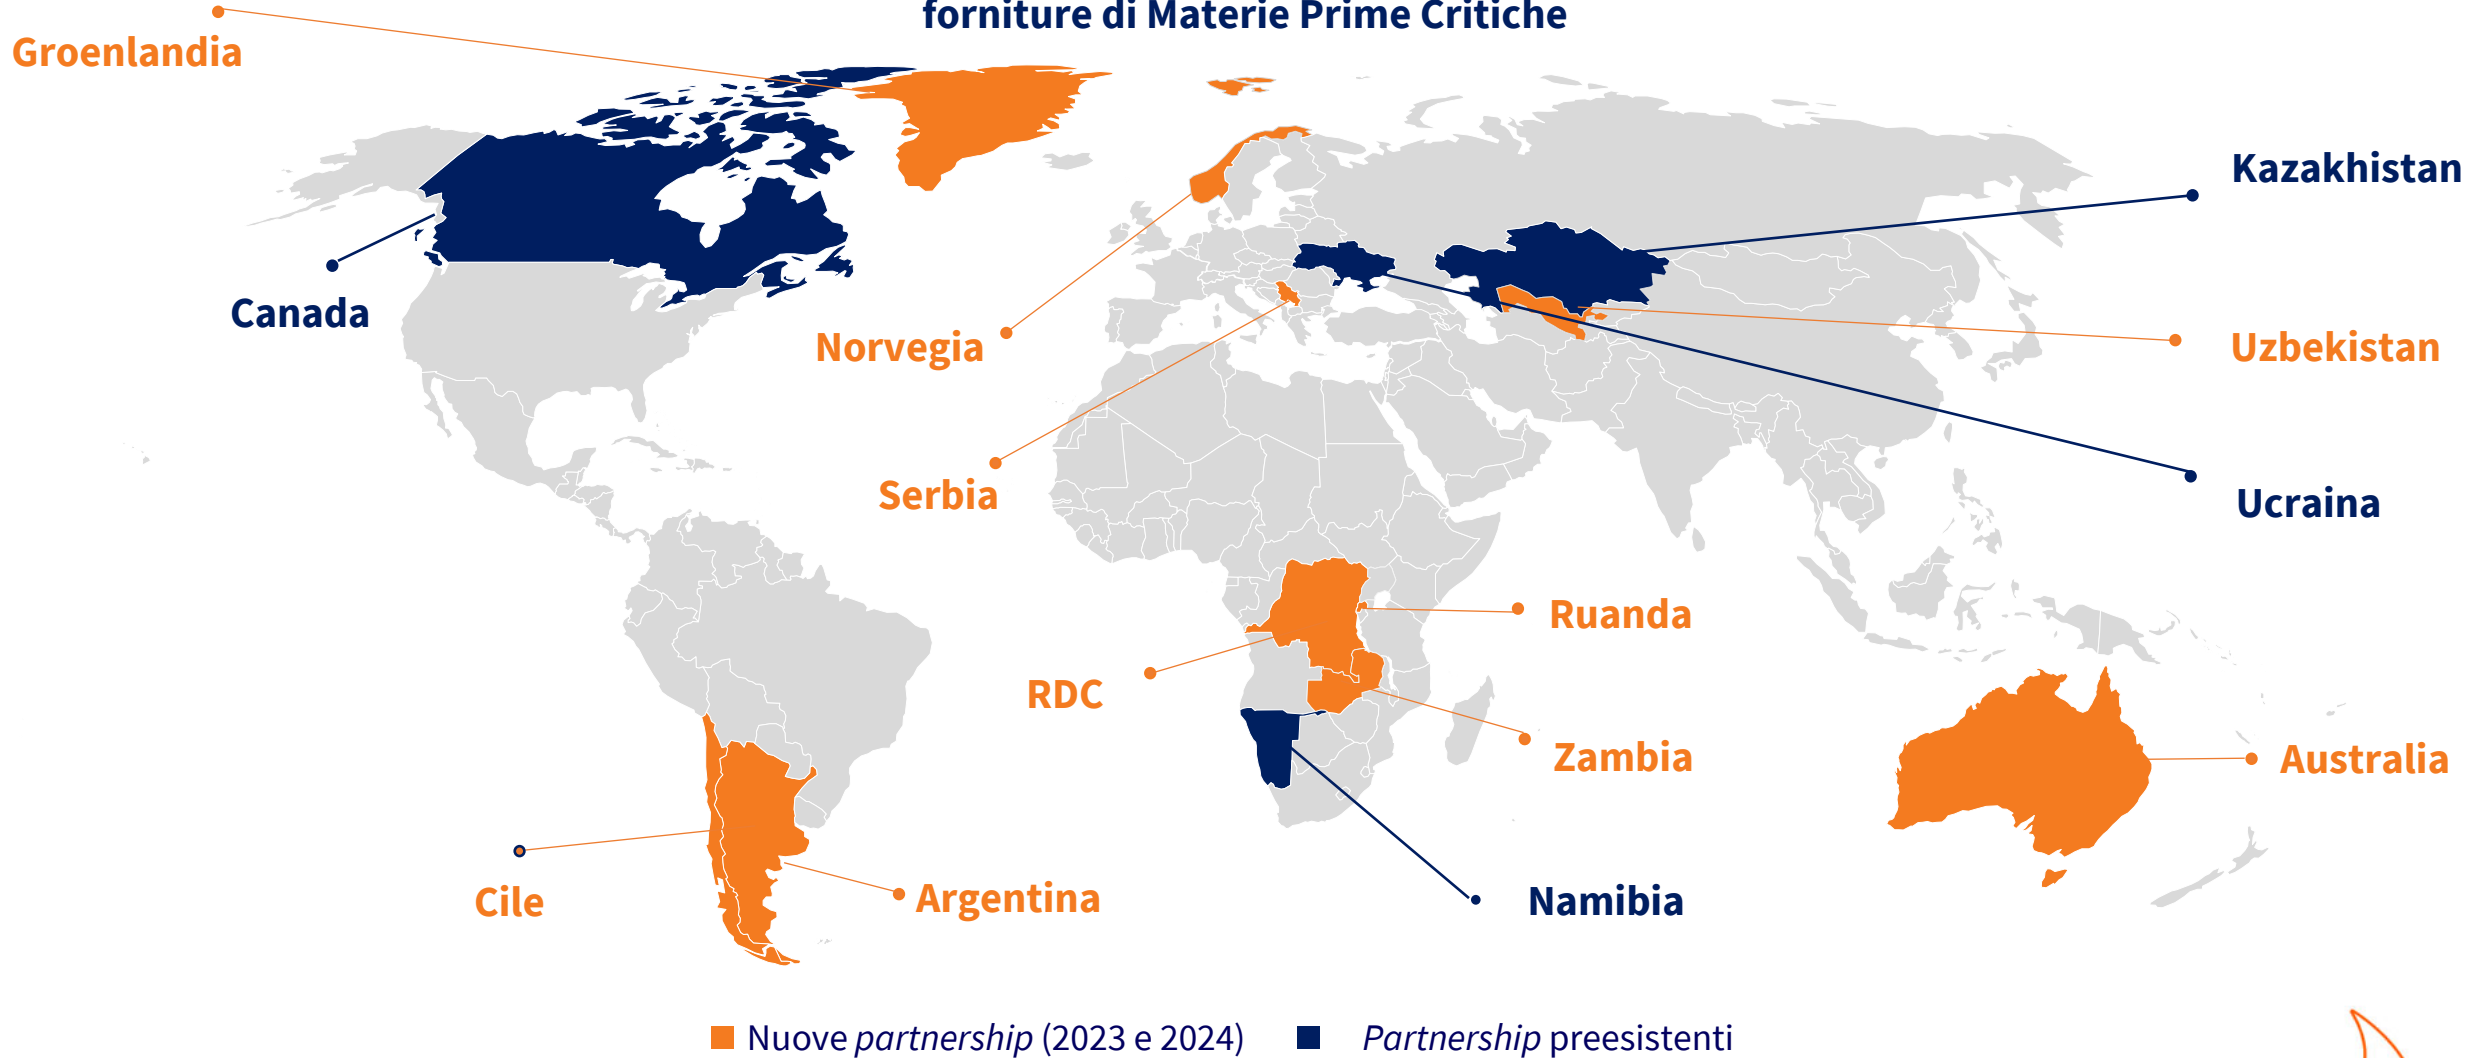 forniture di Materie Prime Critiche
Groenlandia
Kazakhistan
Canada
Norvegia
Uzbekistan
Serbia
Ucraina
Ruanda
RDC
Zambia
Australia
Cile
Argentina
Namibia
Nuove partnership (2023 e 2024)
Partnership preesistenti